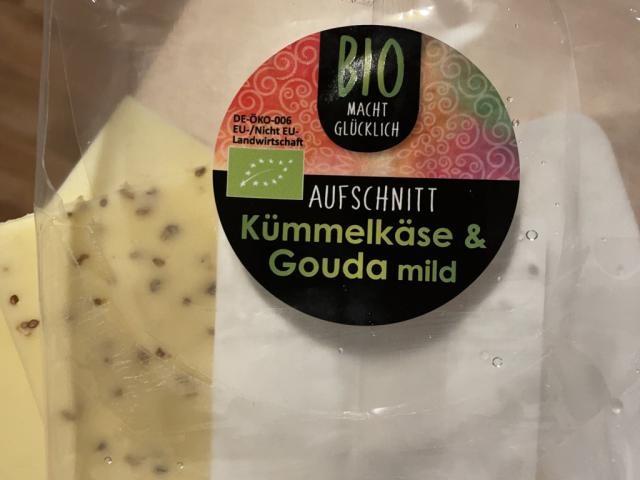 BIO
MACHT
GLÜCKLICH
DE-ÖKO-006
EU-/Nicht EU-
Landwirtschaft
AUFSCHNITT
Kümmelkäse &
Gouda mild